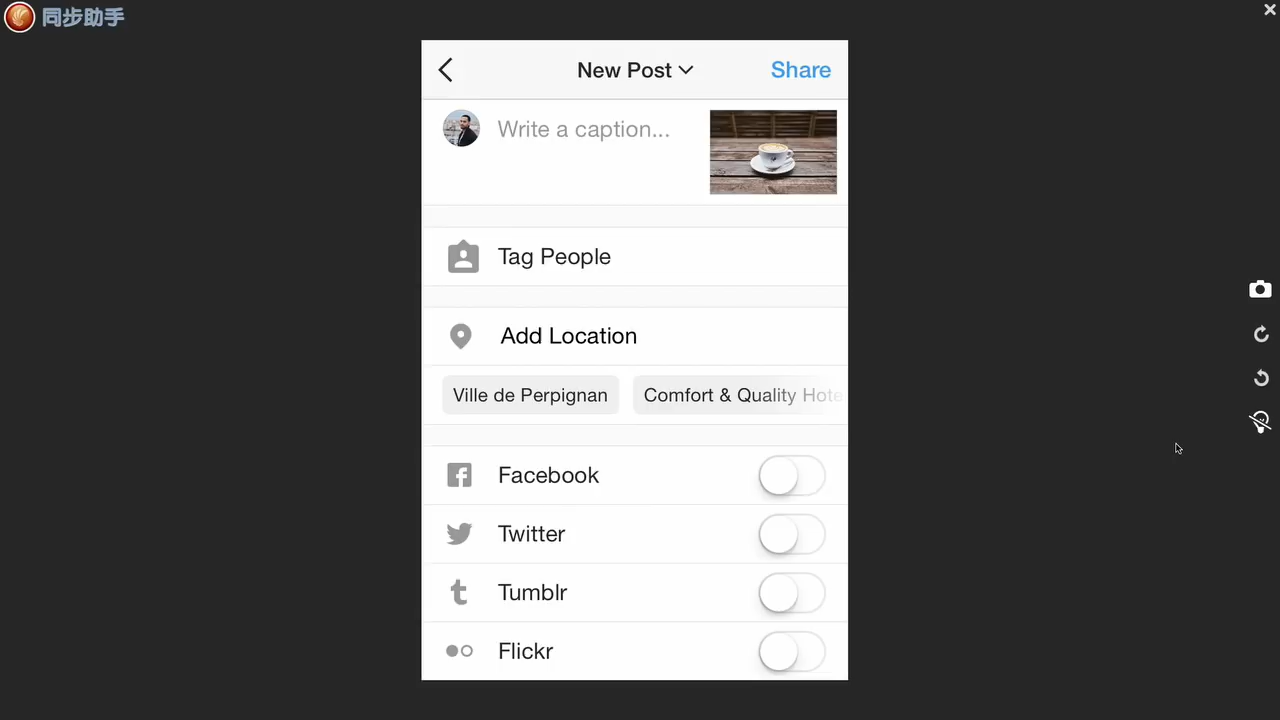 同步助手
New Post
Share
Write a caption...
Tag People
Add Location
Ville de Perpignan
Comfort & Quality Hote
Facebook
Twitter
Tumblr
Flickr